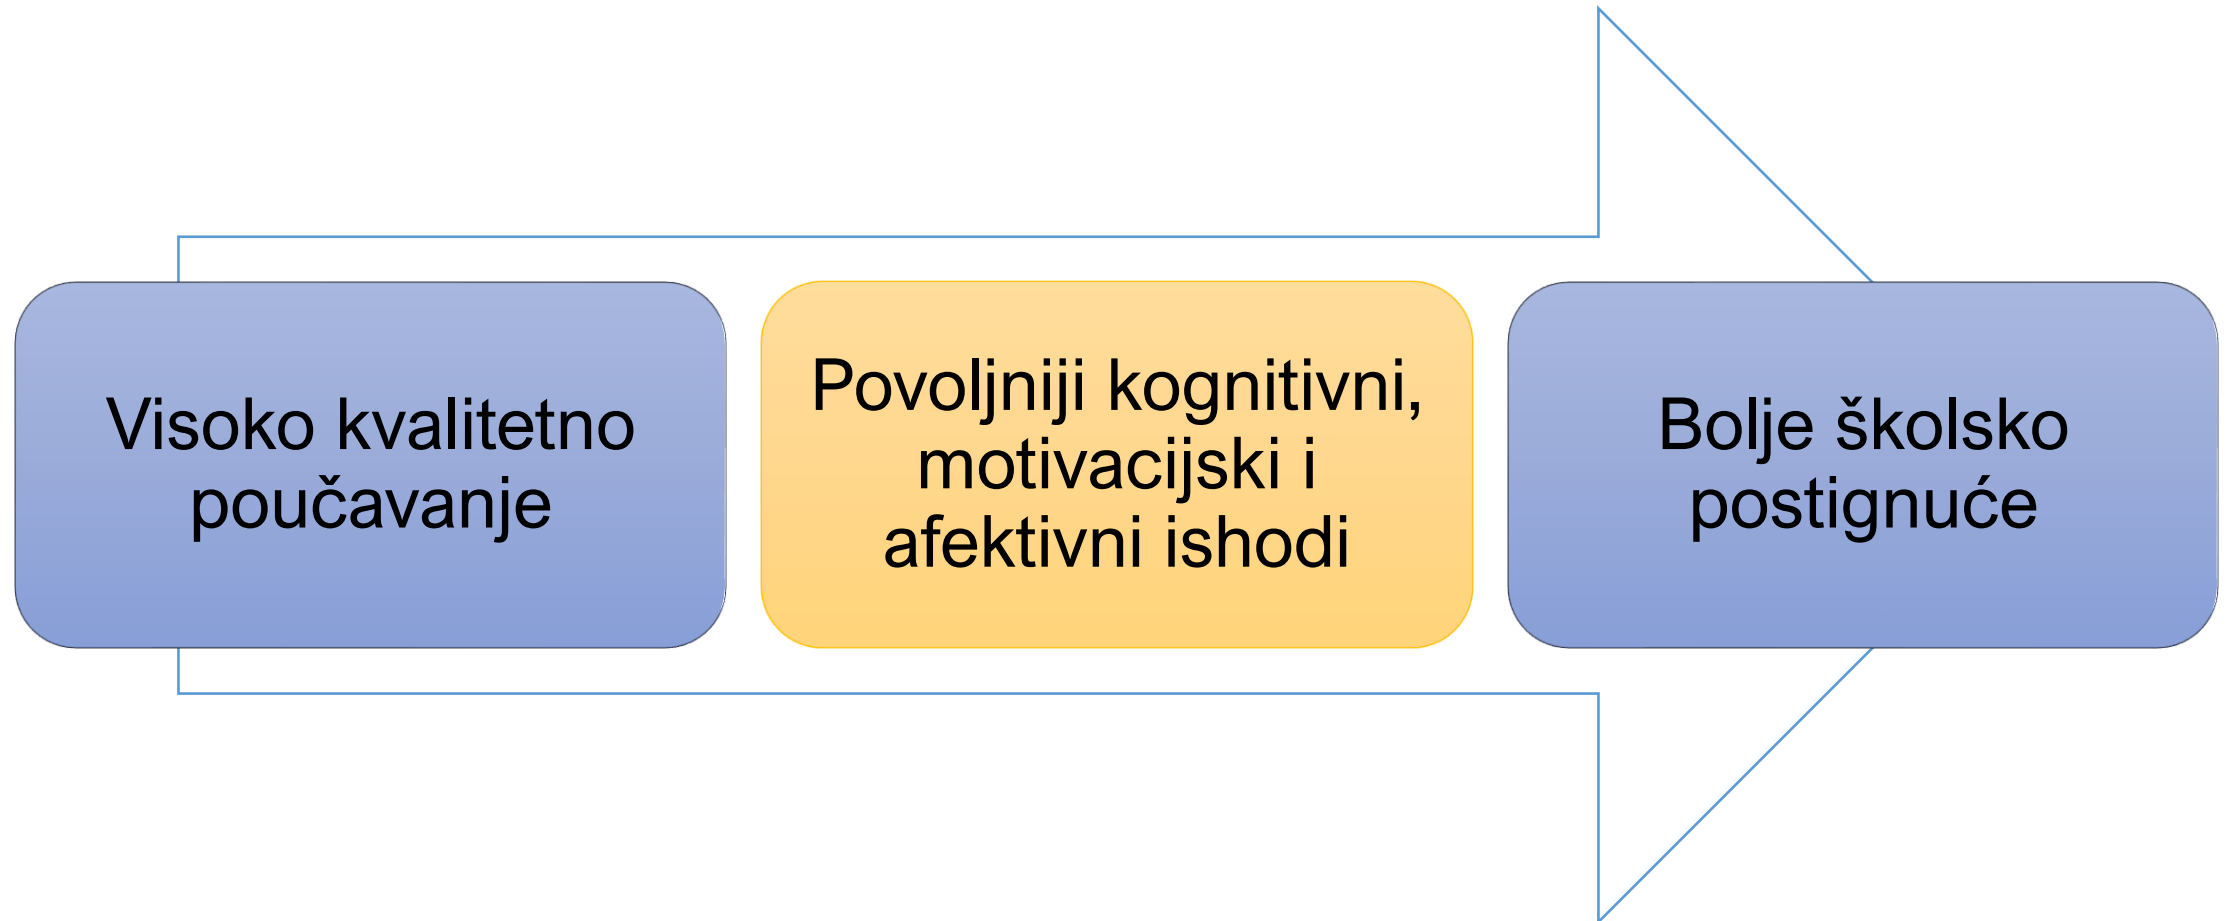 Visoko kvalitetno
poučavanje
Povoljniji kognitivni,
motivacijski i
afektivni ishodi
Bolje školsko
postignuće